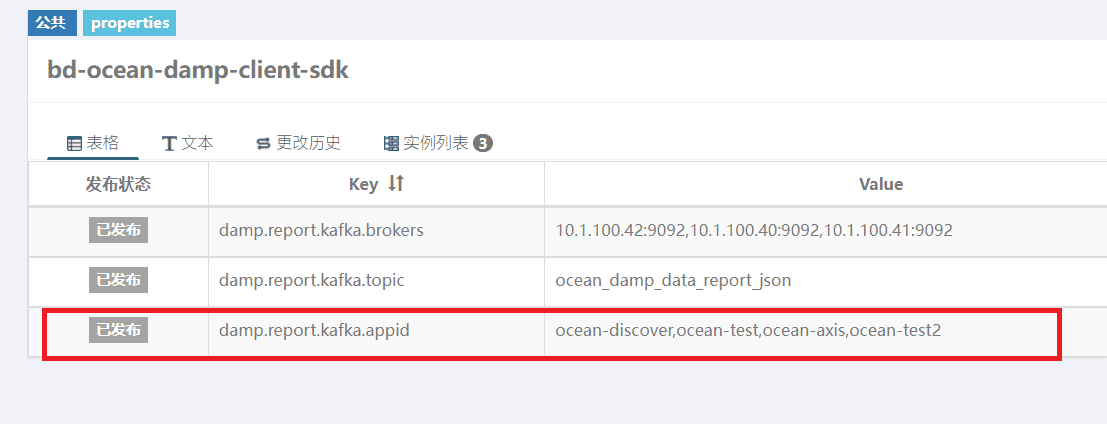 公共 properties
bd-ocean-damp-client-sdk
表格 文本 更改历史 实例列表 3
发布状态 Key Value
已发布 damp.report.kafka.brokers 10.1.100.42:9092,10.1.100.40:9092,10.1.100.41:9092
已发布 damp.report.kafka.topic ocean_damp_data_report_json
已发布 damp.report.kafka.appid ocean-discover,ocean-test,ocean-axis,ocean-test2